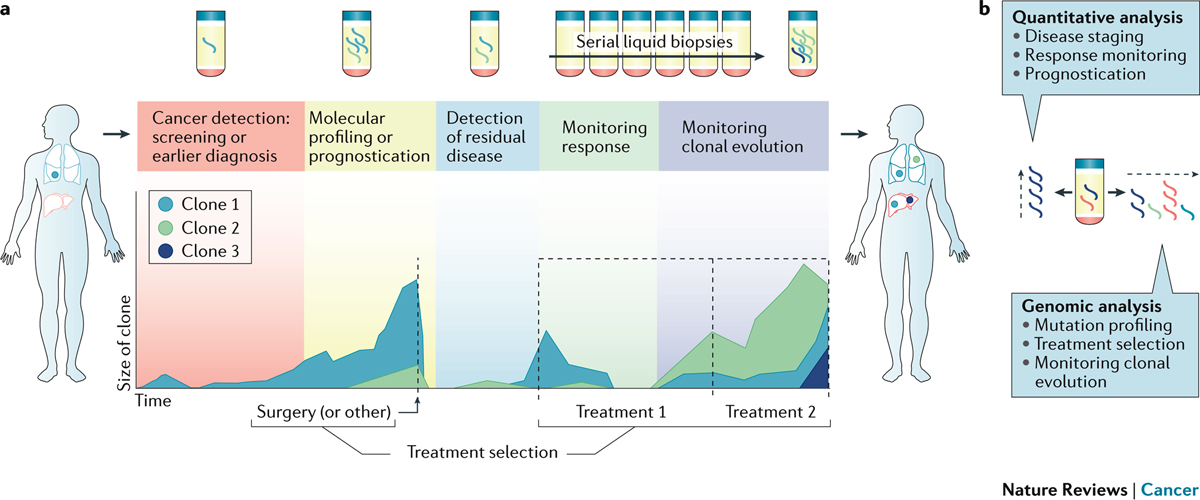 a
Serial liquid biopsies
Cancer detection:
screening or
earlier diagnosis
Molecular
profiling or
prognostication
Detection
of residual
disease
Monitoring
response
Monitoring
clonal evolution
Clone 1
Clone 2
Clone 3
Size of clone
Time
Surgery (or other)
Treatment 1
Treatment 2
Treatment selection
b
Quantitative analysis
• Disease staging
• Response monitoring
• Prognostication
Genomic analysis
• Mutation profiling
• Treatment selection
• Monitoring clonal
evolution
Nature Reviews | Cancer